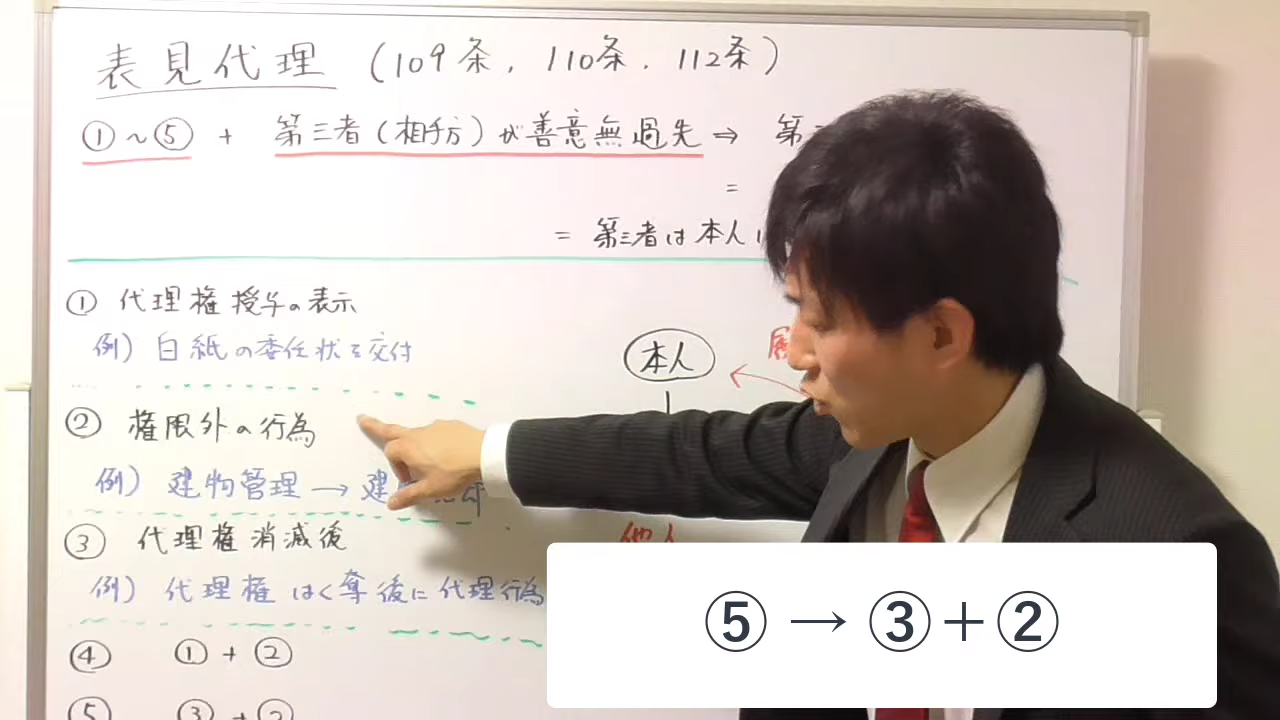 表見代理 (109条, 110条. 112条)
①~⑤ + 第三者(相手方)が善意無過失 ⇒ 第三
=
= 第三者は本人に
① 代理権授与の表示
例) 白紙の委任状を交付
本人
② 権限外の行為
例) 建物管理 → 建
③ 代理権消滅後
他人
例) 代理権はく奪後に代理行為
④ ① + ②
⑤ ③ + ②
⑤ → ③+②